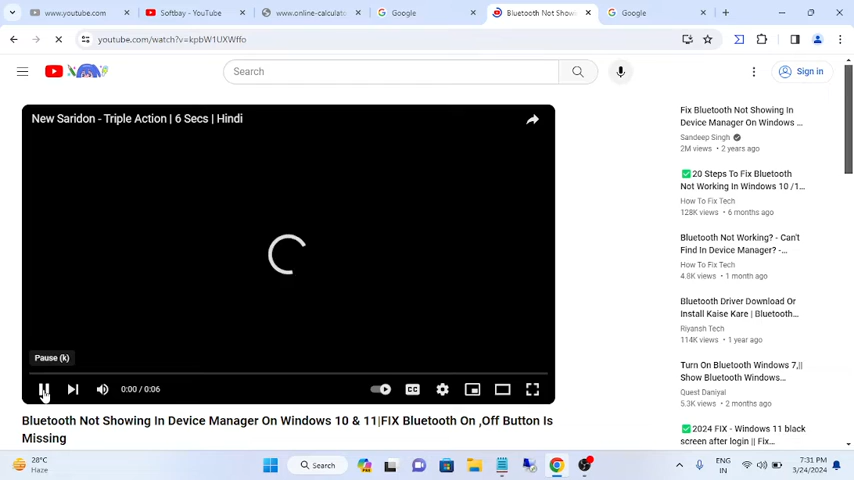 www.youtube.com
Softbay - YouTube
www.online-calculato
Google
Bluetooth Not Show
Google
youtube.com/watch?v=kpbW1UXWffo
Search
Sign in
New Saridon - Triple Action | 6 Secs | Hindi
Pause (k)
0:00 / 0:06
CC
Bluetooth Not Showing In Device Manager On Windows 10 & 11|FIX Bluetooth On ,Off Button Is
Missing
Fix Bluetooth Not Showing In
Device Manager On Windows ...
Sandeep Singh
2M views • 2 years ago
✅20 Steps To Fix Bluetooth
Not Working In Windows 10 /1...
How To Fix Tech
128K views • 6 months ago
Bluetooth Not Working? - Can't
Find In Device Manager? -...
How To Fix Tech
4.8K views • 1 month ago
Bluetooth Driver Download Or
Install Kaise Kare | Bluetooth...
Riyansh Tech
114K views • 1 year ago
Turn On Bluetooth Windows 7,||
Show Bluetooth Windows...
Quest Daniyal
5.3K views • 2 months ago
✅2024 FIX - Windows 11 black
screen after login || Fix...
28°C
Haze
Search
ENG
IN
7:31 PM
3/24/2024